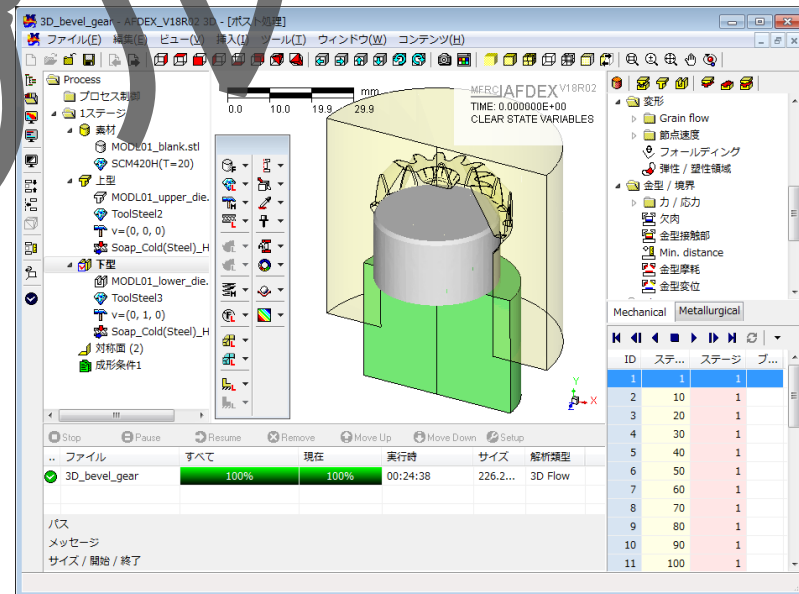 3D_bevel_gear - AFDEX_V18R02 3D - [ポスト処理]
ファイル(F) 編集(E) ビュー(V) 挿入(I) ツール(T) ウィンドウ(W) コンテンツ(H)
Process
プロセス制御
1ステージ
素材
MODL01_blank.stl
SCM420H(T=20)
上型
MODL01_upper_die.
ToolSteel2
v=(0, 0, 0)
Soap_Cold(Steel)_H
下型
MODL01_lower_die.
ToolSteel3
v=(0, 1, 0)
Soap_Cold(Steel)_H
対称面 (2)
成形条件1
mm
0.0 10.0 19.9 29.9
MFRC AFDEX V18R02
TIME: 0.000000E+00
CLEAR STATE VARIABLES
Y
X
変形
Grain flow
節点速度
フォールディング
弾性 / 塑性領域
金型 / 境界
力 / 応力
欠肉
金型接触部
Min. distance
金型摩耗
金型変位
Mechanical Metallurgical
ID ステ... ステージ プ...
1 1 1
2 10 1
3 20 1
4 30 1
5 40 1
6 50 1
7 60 1
8 70 1
9 80 1
10 90 1
11 100 1
Stop Pause Resume Remove Move Up Move Down Setup
.. ファイル すべて 現在 実行時 サイズ 解析類型
3D_bevel_gear 100% 100% 00:24:38 226.2... 3D Flow
パス
メッセージ
サイズ / 開始 / 終了